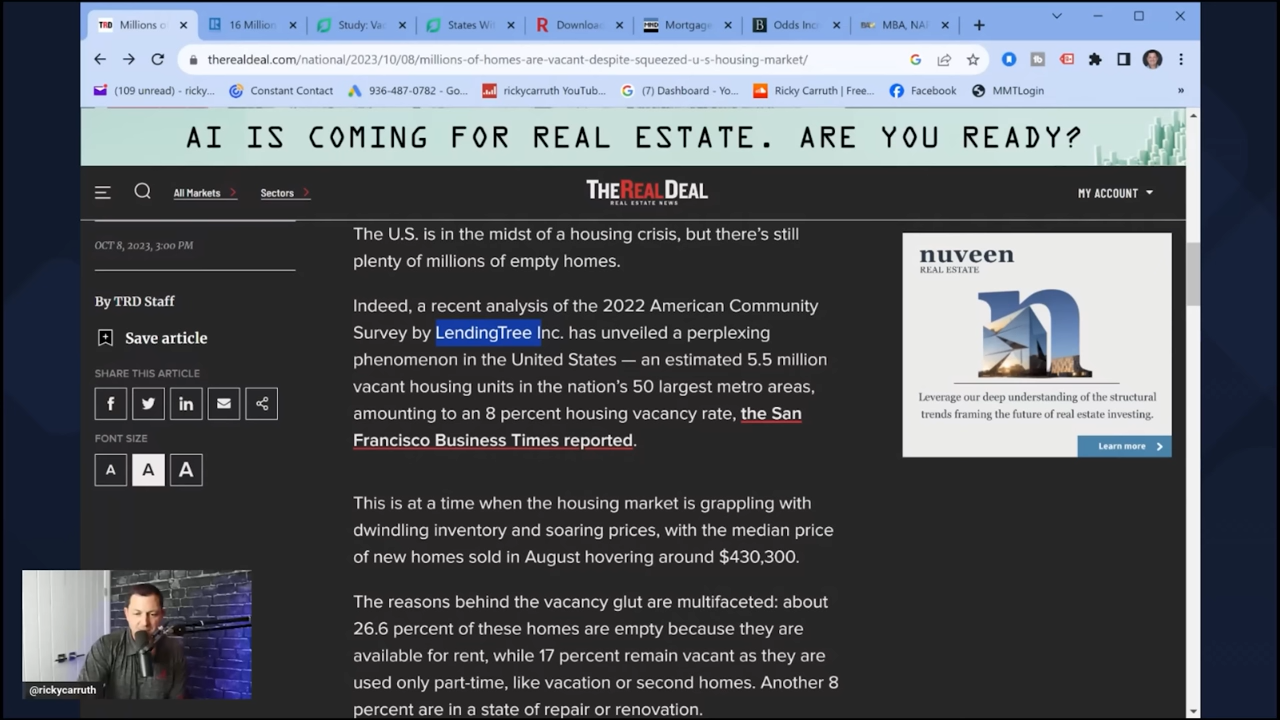 Millions o
16 Million
Study: Va
States Wit
Downloa
Mortgage
Odds Inc
MBA, NA
therealdeal.com/national/2023/10/08/millions-of-homes-are-vacant-despite-squeezed-u-s-housing-market/
(109 unread) - ricky...
Constant Contact
936-487-0782 - Go...
rickycarruth YouTub...
(7) Dashboard - Yo...
Ricky Carruth | Free...
Facebook
MMTLogin
»
AI IS COMING FOR REAL ESTATE. ARE YOU READY?
All Markets
Sectors
THEREALDEAL
REAL ESTATE NEWS
MY ACCOUNT
OCT 8, 2023, 3:00 PM
By TRD Staff
Save article
SHARE THIS ARTICLE
FONT SIZE
A A A
The U.S. is in the midst of a housing crisis, but there's still
plenty of millions of empty homes.
Indeed, a recent analysis of the 2022 American Community
Survey by LendingTree Inc. has unveiled a perplexing
phenomenon in the United States — an estimated 5.5 million
vacant housing units in the nation's 50 largest metro areas,
amounting to an 8 percent housing vacancy rate, the San
Francisco Business Times reported.
This is at a time when the housing market is grappling with
dwindling inventory and soaring prices, with the median price
of new homes sold in August hovering around $430,300.
The reasons behind the vacancy glut are multifaceted: about
26.6 percent of these homes are empty because they are
available for rent, while 17 percent remain vacant as they are
used only part-time, like vacation or second homes. Another 8
percent are in a state of repair or renovation.
nuveen
REAL ESTATE
n
Leverage our deep understanding of the structural
trends framing the future of real estate investing.
Learn more
@rickycarruth